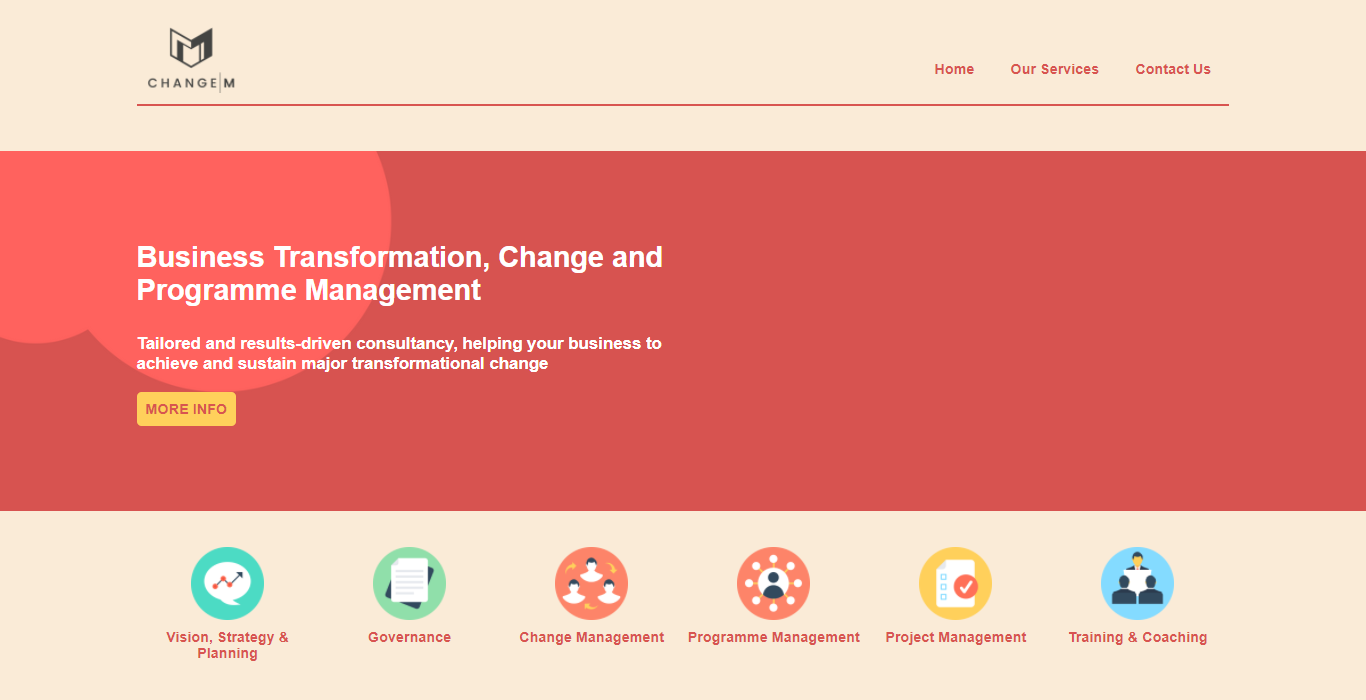 CHANGE|M
Home
Our Services
Contact Us
Business Transformation, Change and
Programme Management
Tailored and results-driven consultancy, helping your business to
achieve and sustain major transformational change
MORE INFO
Vision, Strategy &
Planning
Governance
Change Management
Programme Management
Project Management
Training & Coaching